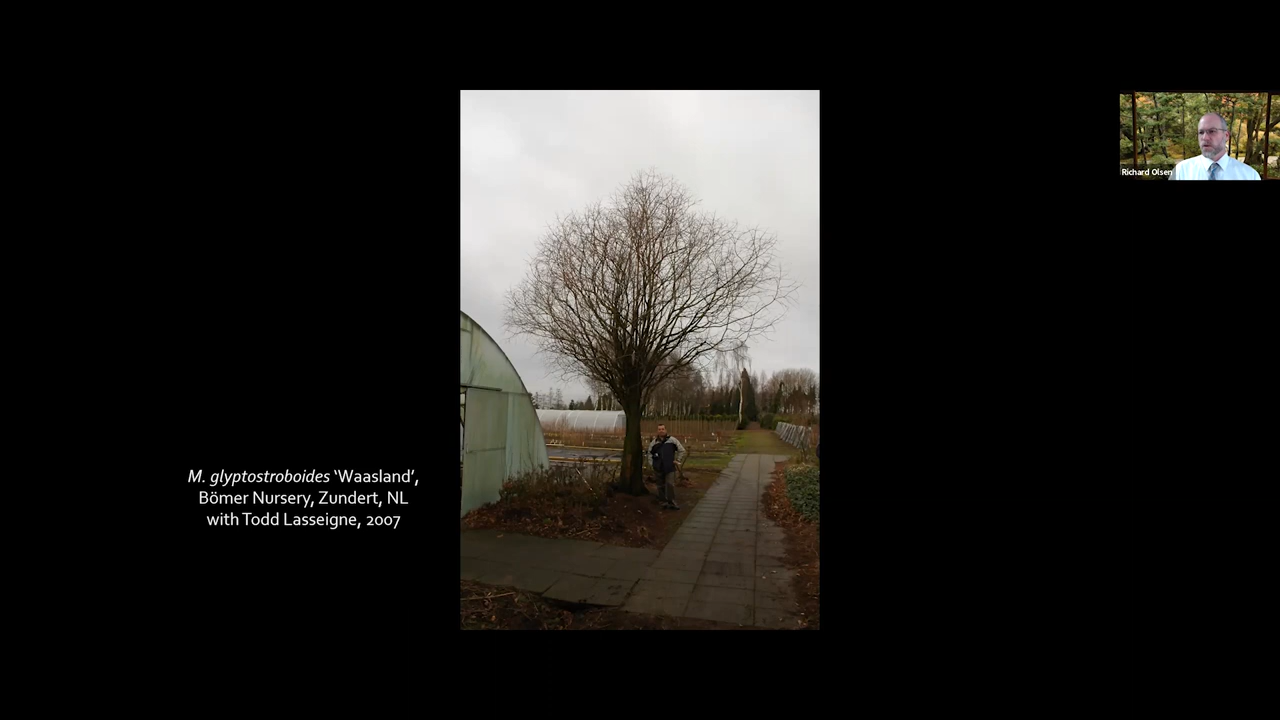 M. glyptostroboides ‘Waasland’,
Bömer Nursery, Zundert, NL
with Todd Lasseigne, 2007
Richard Olsen